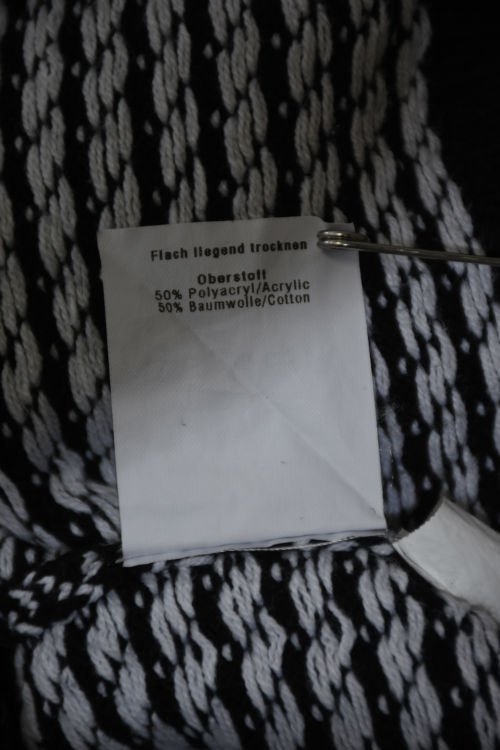 Flach liegend trocknen
Oberstoff
50% Polyacryl/Acrylic
50% Baumwolle/Cotton